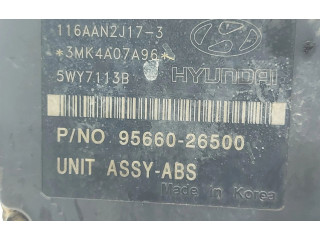 116AAN2J17-3
*3MK4A07A96*
5WY7113B HYUNDAI
P/NO 95660-26500
UNIT ASSY-ABS
Made in Korea